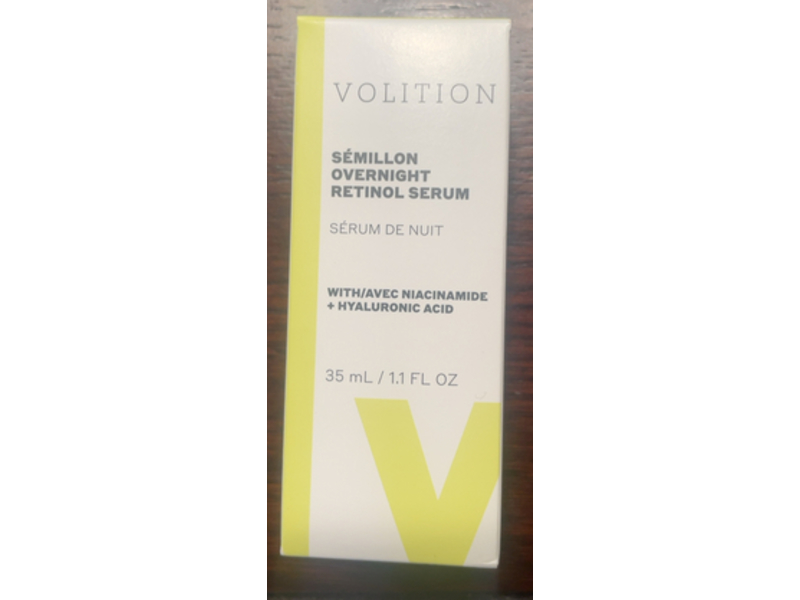 VOLITION
SÉMILLON
OVERNIGHT
RETINOL SERUM
SÉRUM DE NUIT
WITH/AVEC NIACINAMIDE
+ HYALURONIC ACID
35 mL / 1.1 FL OZ
V